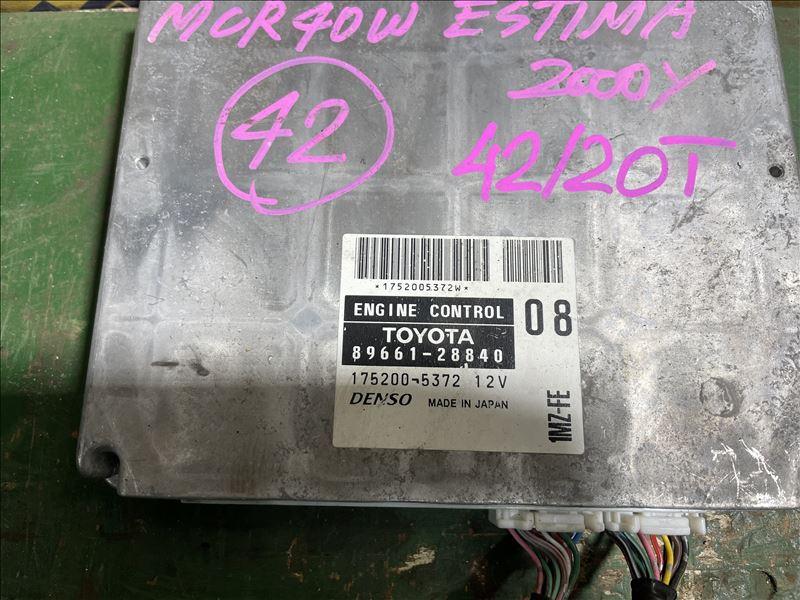 MCR40W ESTIMA
2000Y
42
42/20T
*1752005372W*
ENGINE CONTROL
08
TOYOTA
89661-28840
175200-5372 12V
DENSO MADE IN JAPAN
1MZ-FE